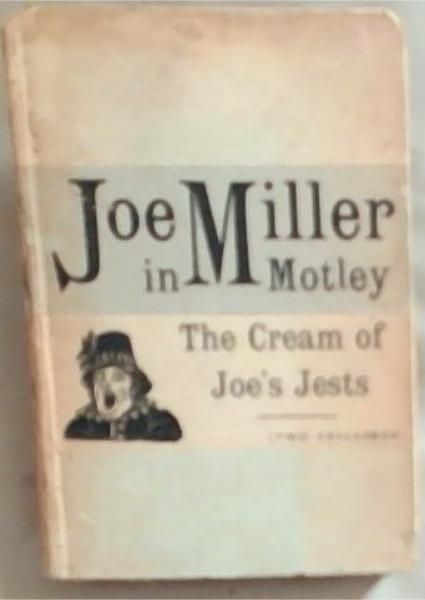 Joe Miller
in Motley
The Cream of
Joe's Jests